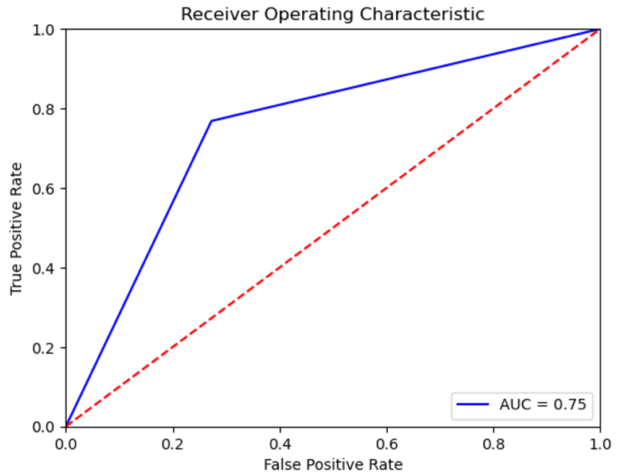 Receiver Operating Characteristic
1.0
0.8
0.6
0.4
0.2
0.0
True Positive Rate
AUC = 0.75
0.0 0.2 0.4 0.6 0.8 1.0
False Positive Rate